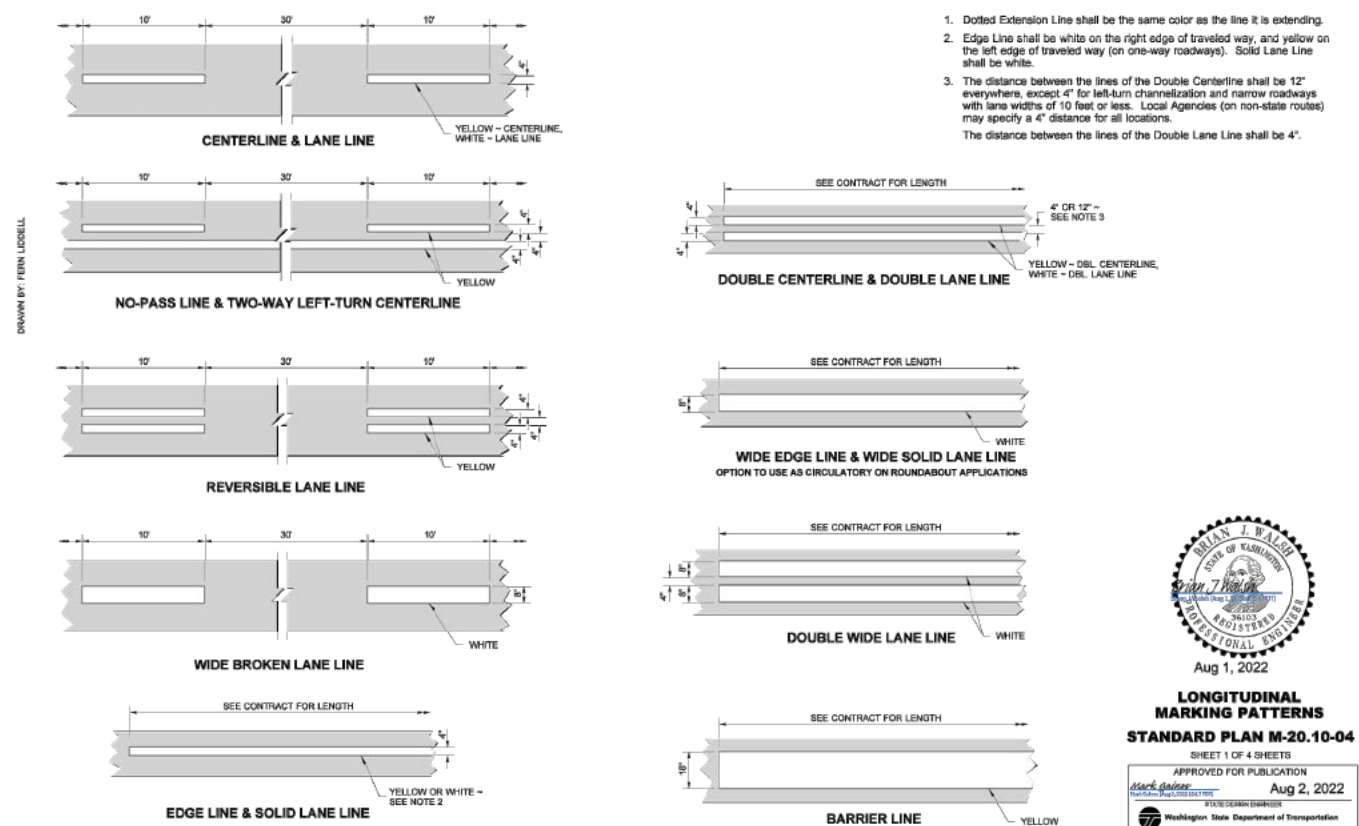 10'
30'
10'
4"
YELLOW ~ CENTERLINE,
WHITE ~ LANE LINE
CENTERLINE & LANE LINE
10'
30'
10'
4"
4"
4"
YELLOW
NO-PASS LINE & TWO-WAY LEFT-TURN CENTERLINE
DRAWN BY: FERN LIDDELL
10'
30'
10'
4"
4"
4"
YELLOW
REVERSIBLE LANE LINE
10'
30'
10'
8"
WHITE
WIDE BROKEN LANE LINE
SEE CONTRACT FOR LENGTH
4"
YELLOW OR WHITE ~
SEE NOTE 2
EDGE LINE & SOLID LANE LINE
1. Dotted Extension Line shall be the same color as the line it is extending.
2. Edge Line shall be white on the right edge of traveled way, and yellow on
the left edge of traveled way (on one-way roadways). Solid Lane Line
shall be white.
3. The distance between the lines of the Double Centerline shall be 12"
everywhere, except 4" for left-turn channelization and narrow roadways
with lane widths of 10 feet or less. Local Agencies (on non-state routes)
may specify a 4" distance for all locations.
The distance between the lines of the Double Lane Line shall be 4".
SEE CONTRACT FOR LENGTH
4"
4"
4" OR 12" ~
SEE NOTE 3
YELLOW ~ DBL. CENTERLINE,
WHITE ~ DBL. LANE LINE
DOUBLE CENTERLINE & DOUBLE LANE LINE
SEE CONTRACT FOR LENGTH
8"
WHITE
WIDE EDGE LINE & WIDE SOLID LANE LINE
OPTION TO USE AS CIRCULATORY ON ROUNDABOUT APPLICATIONS
SEE CONTRACT FOR LENGTH
8"
4"
8"
WHITE
DOUBLE WIDE LANE LINE
SEE CONTRACT FOR LENGTH
18"
YELLOW
BARRIER LINE
BRIAN J. WALSH
STATE OF WASHINGTON
Brian J Walsh
36103
REGISTERED
PROFESSIONAL ENGINEER
Aug 1, 2022
LONGITUDINAL
MARKING PATTERNS
STANDARD PLAN M-20.10-04
SHEET 1 OF 4 SHEETS
APPROVED FOR PUBLICATION
Mark Gaines
Aug 2, 2022
STATE DESIGN ENGINEER
Washington State Department of Transportation